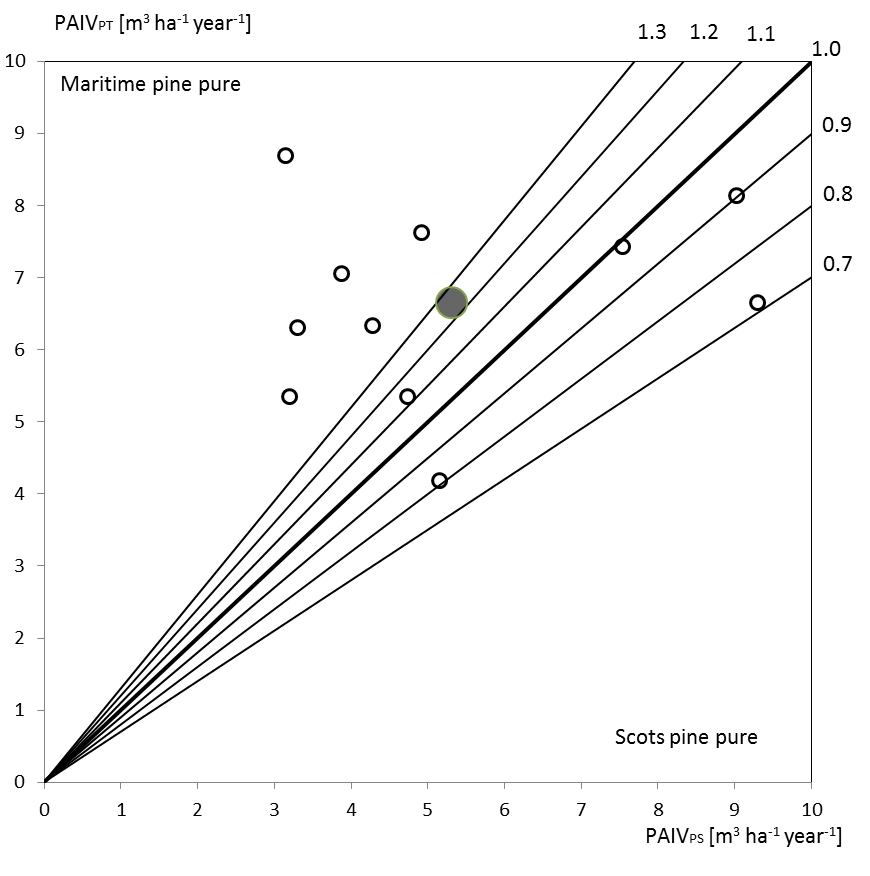 PAIVPT [m3 ha-1 year-1]
1.3 1.2 1.1 1.0
10
Maritime pine pure
9
0.9
8
0.8
7
0.7
6
5
4
3
2
1
Scots pine pure
0
0 1 2 3 4 5 6 7 8 9 10
PAIVPS [m3 ha-1 year-1]